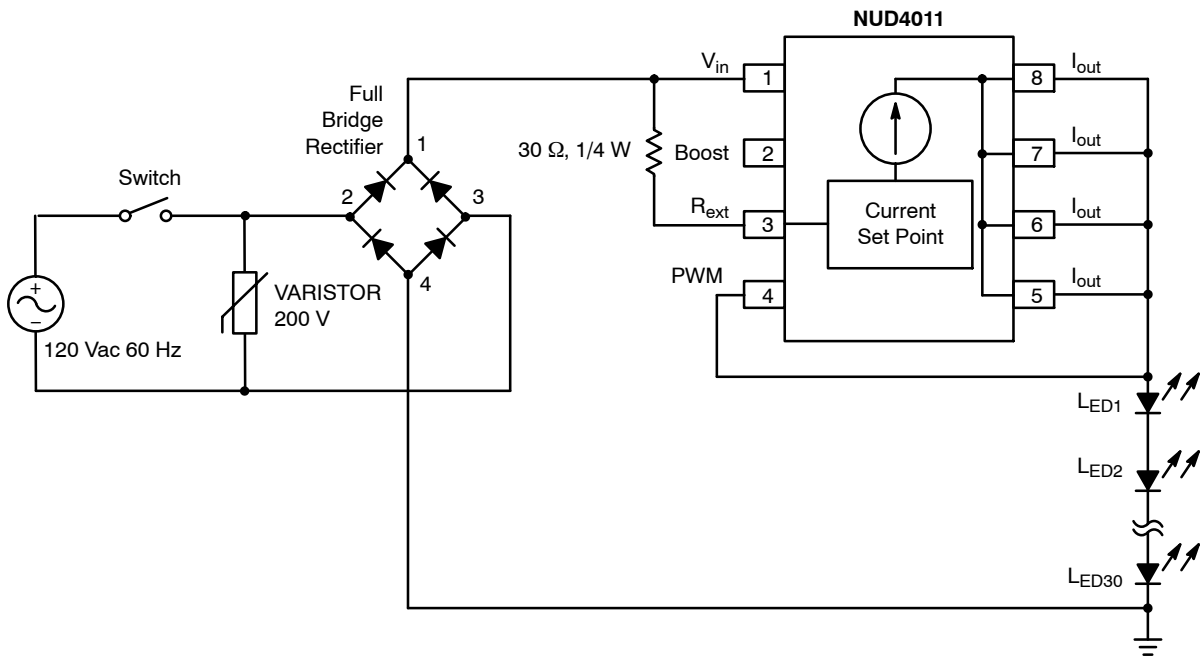 NUD4011
Full
Bridge
Rectifier
Switch
+
−
120 Vac 60 Hz
VARISTOR
200 V
1
2
3
4
30 Ω, 1/4 W
Vin
1
Boost
2
Rext
3
PWM
4
Current
Set Point
8
Iout
7
Iout
6
Iout
5
Iout
LED1
LED2
LED30